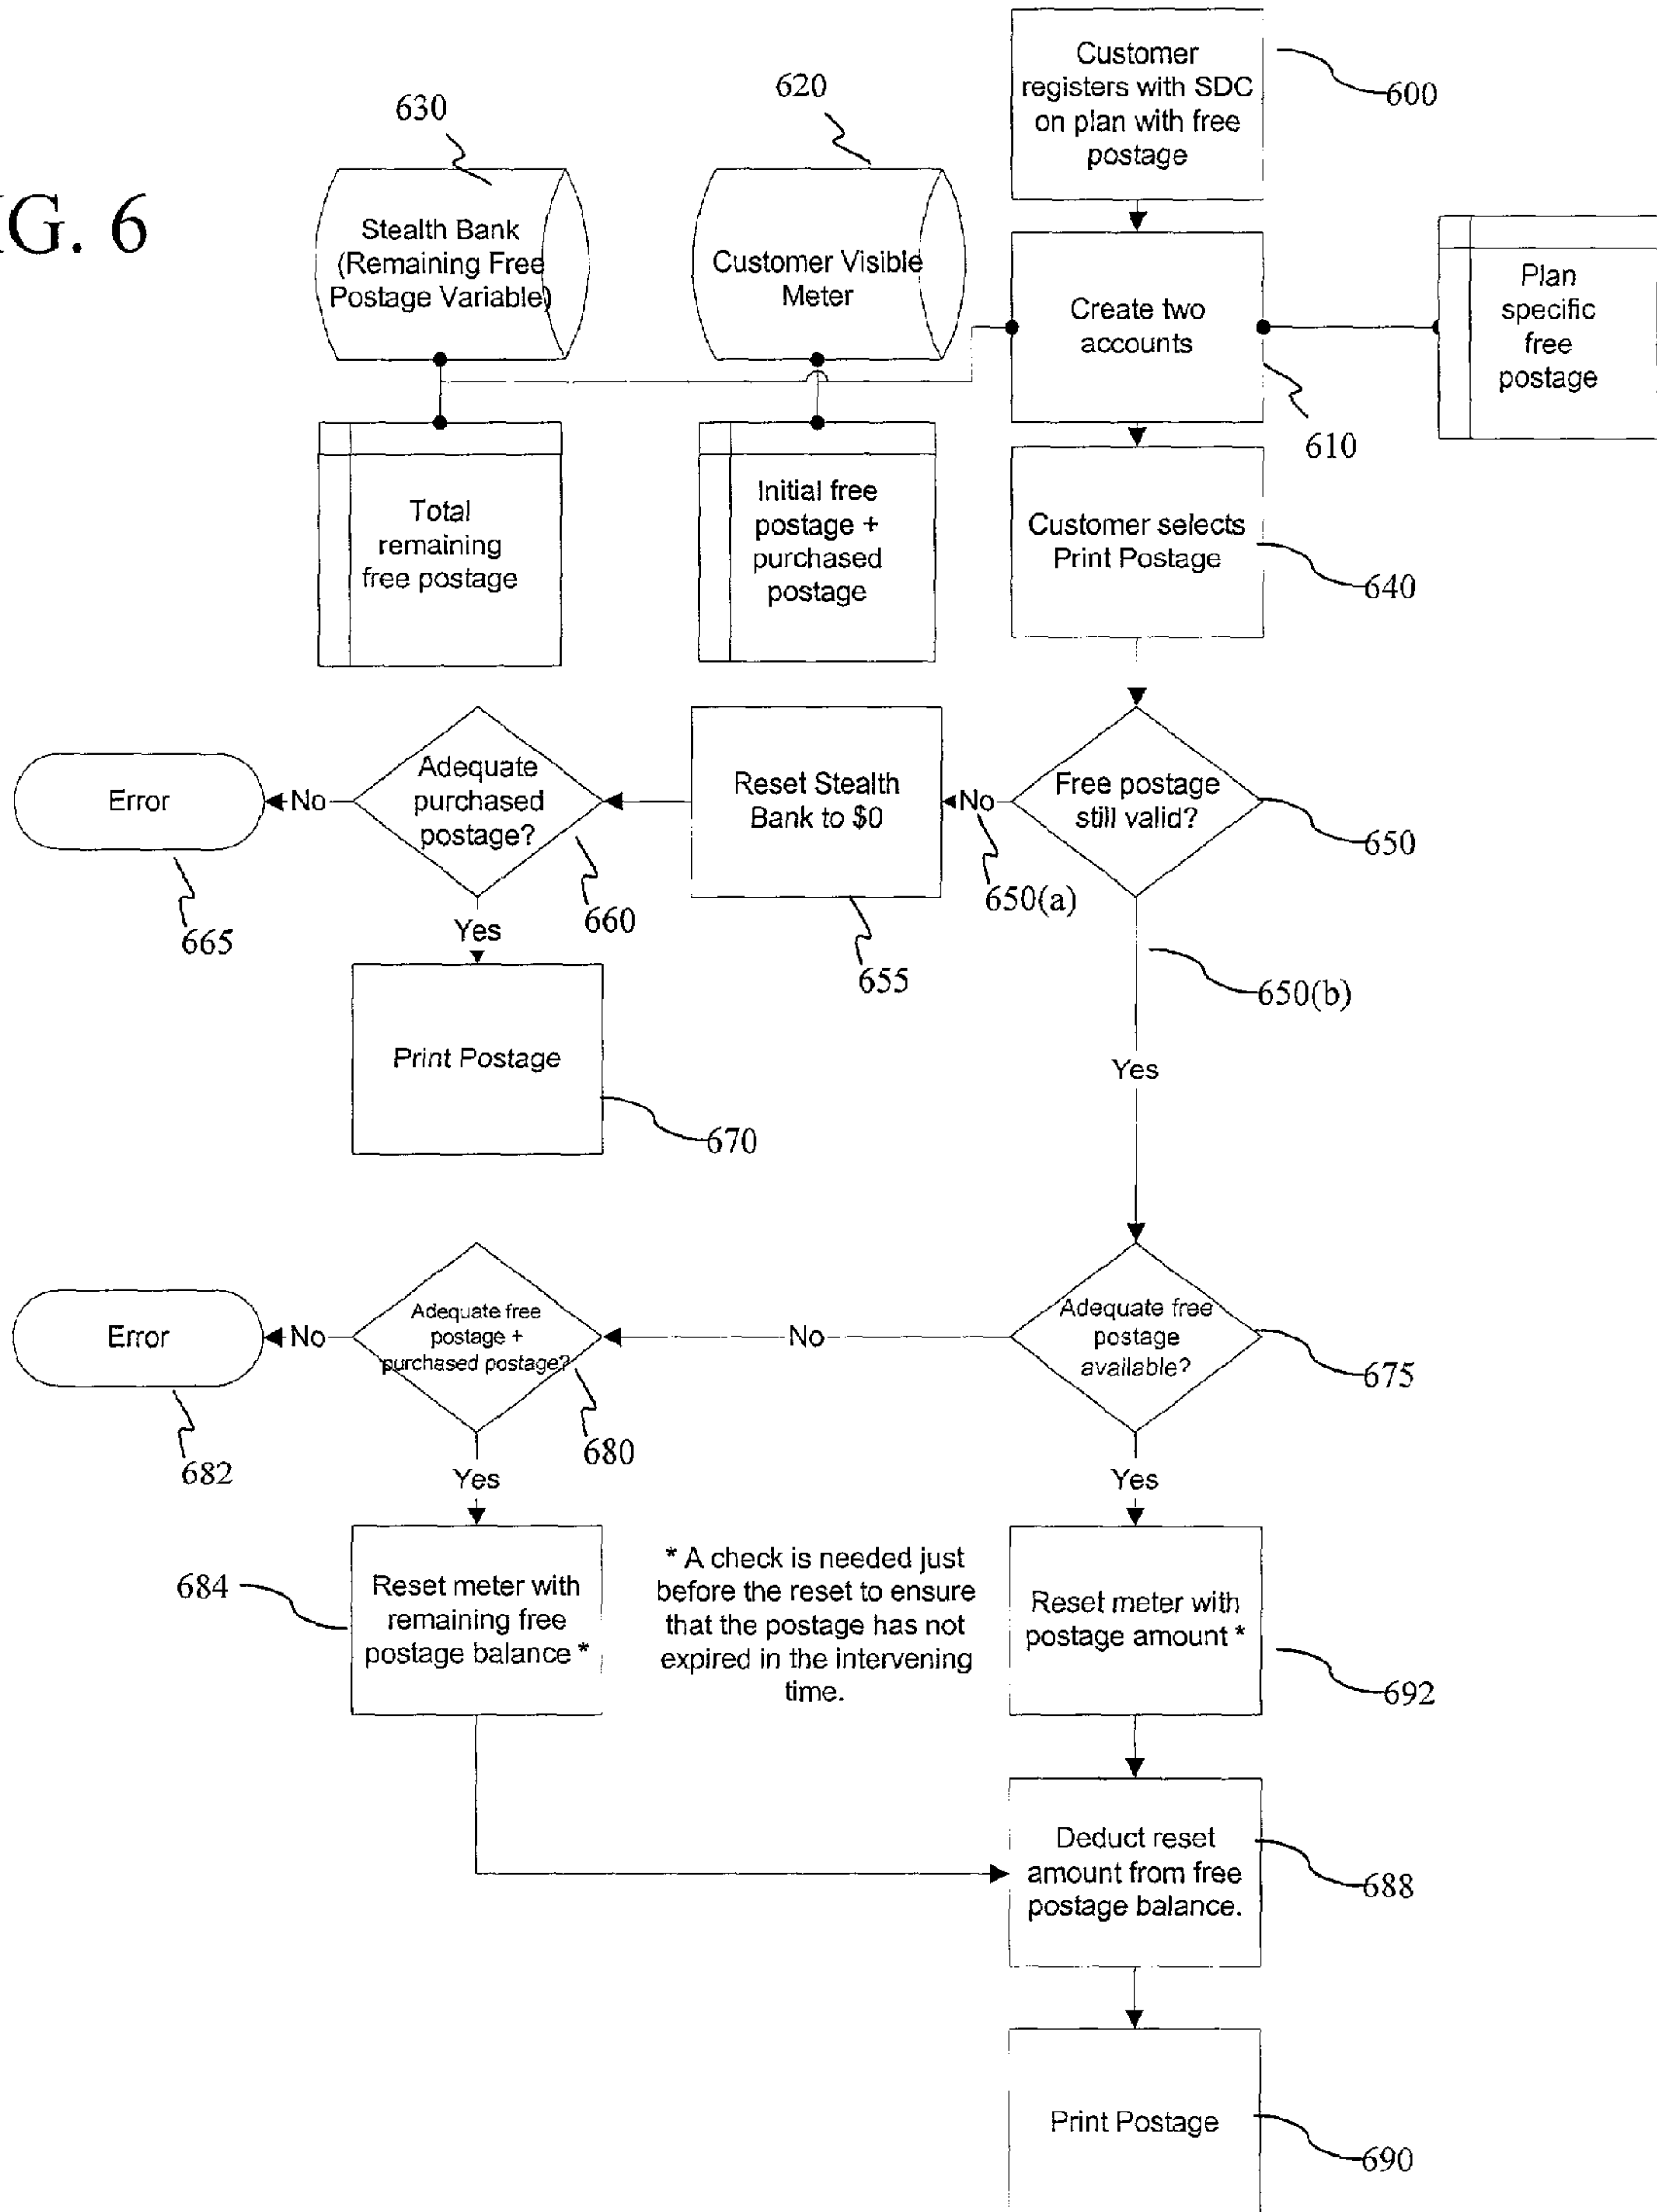 Customer
registers with SDC
on plan with free
postage
600
620
630
IG. 6
Stealth Bank
(Remaining Free
Postage Variable)
Customer Visible
Meter
Create two
accounts
610
Plan
specific
free
postage
Total
remaining
free postage
Initial free
postage +
purchased
postage
Customer selects
Print Postage
640
Free postage
still valid?
650
No
650(a)
Reset Stealth
Bank to $0
655
Adequate
purchased
postage?
660
No
Error
665
Yes
Print Postage
670
650(b)
Yes
Adequate free
postage
available?
675
No
Adequate free
postage +
purchased postage?
680
No
Error
682
Yes
Reset meter with
remaining free
postage balance *
684
* A check is needed just
before the reset to ensure
that the postage has not
expired in the intervening
time.
Yes
Reset meter with
postage amount *
692
Deduct reset
amount from free
postage balance.
688
Print Postage
690